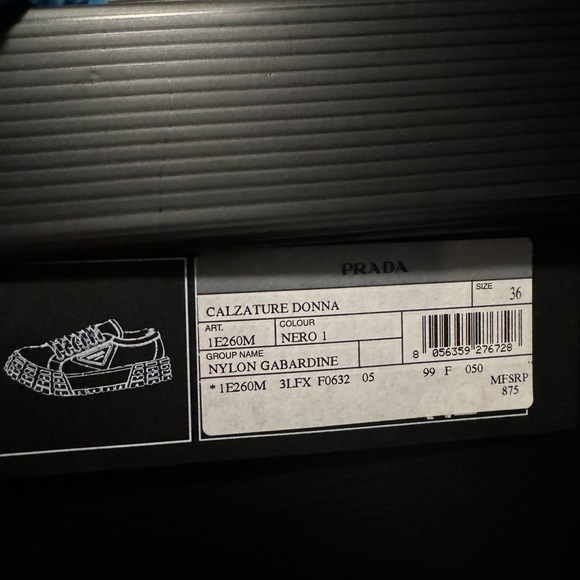 PRADA
CALZATURE DONNA
SIZE
36
ART.
1E260M
COLOUR
NERO 1
GROUP NAME
NYLON GABARDINE
8 056359 276728
* 1E260M 3LFX F0632 05 99 F 050
MFSRP
875